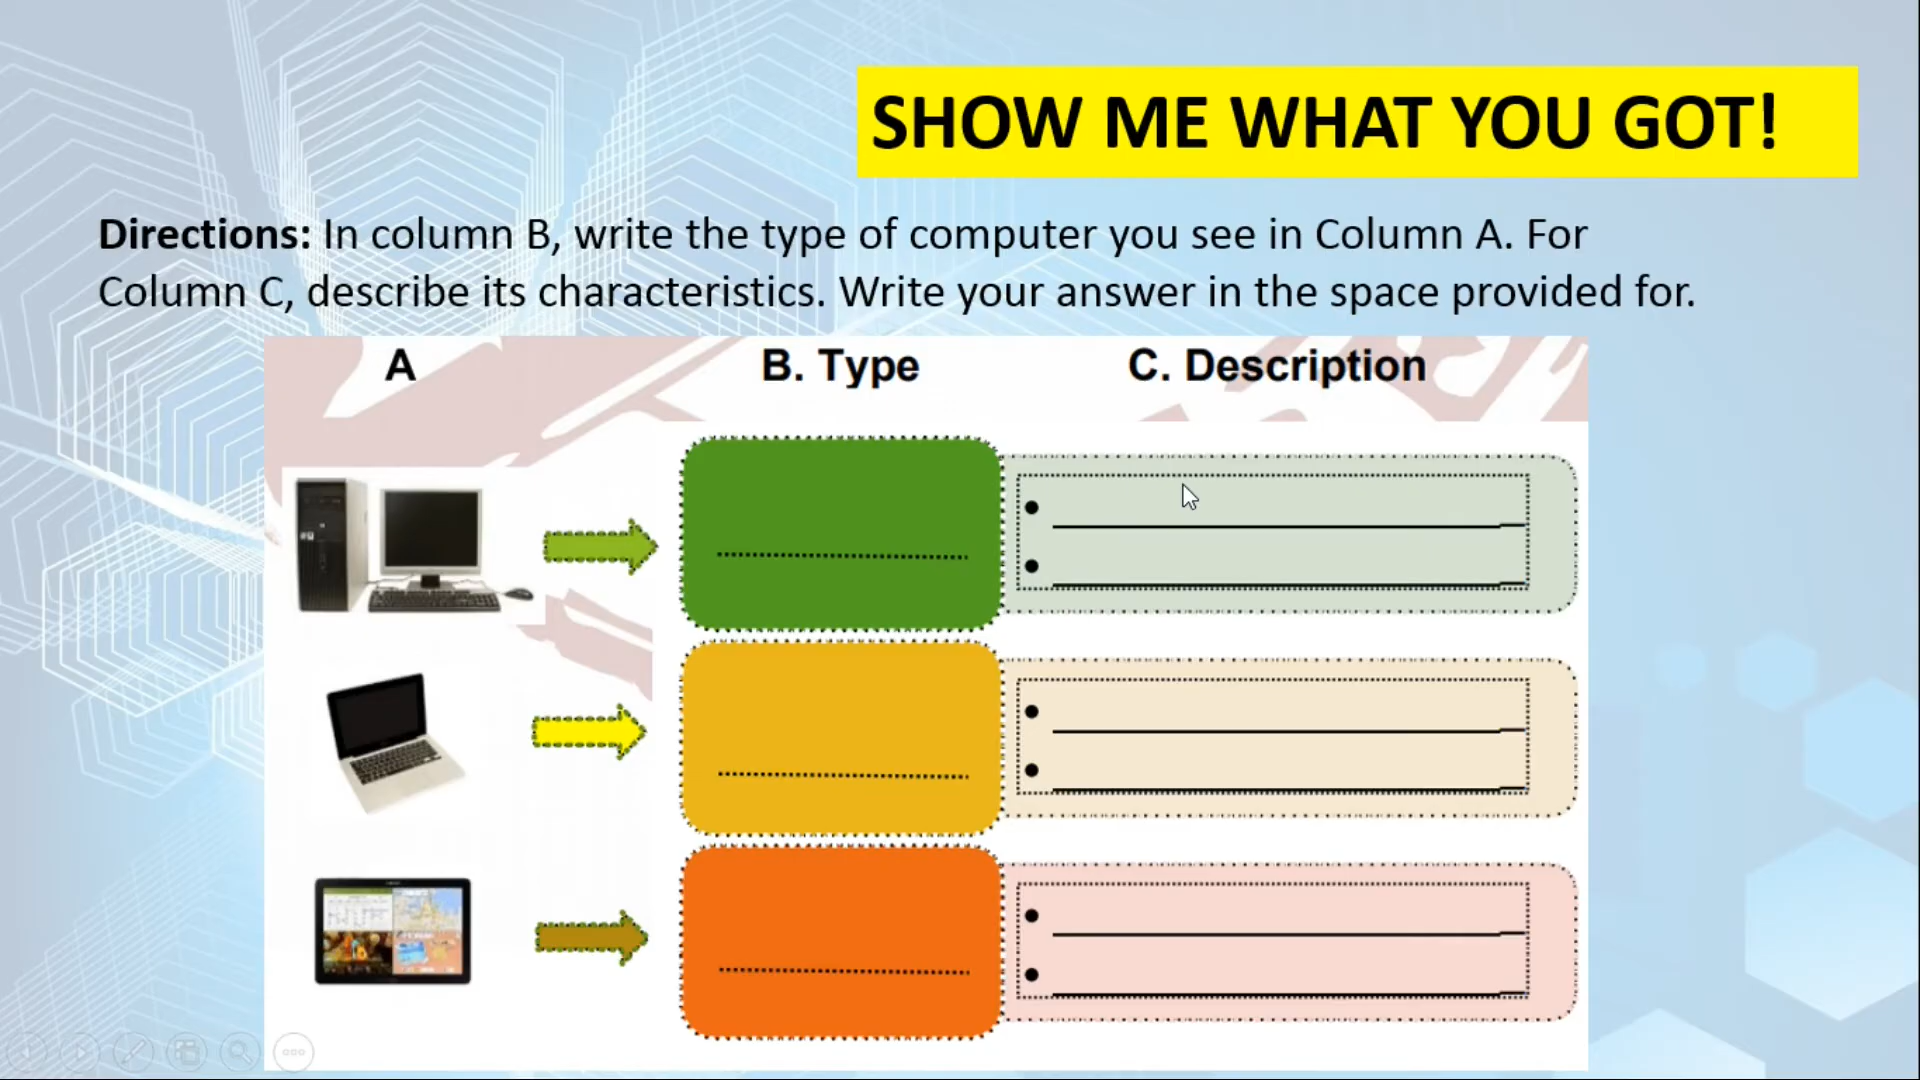 SHOW ME WHAT YOU GOT!
Directions: In column B, write the type of computer you see in Column A. For
Column C, describe its characteristics. Write your answer in the space provided for.
A B. Type C. Description